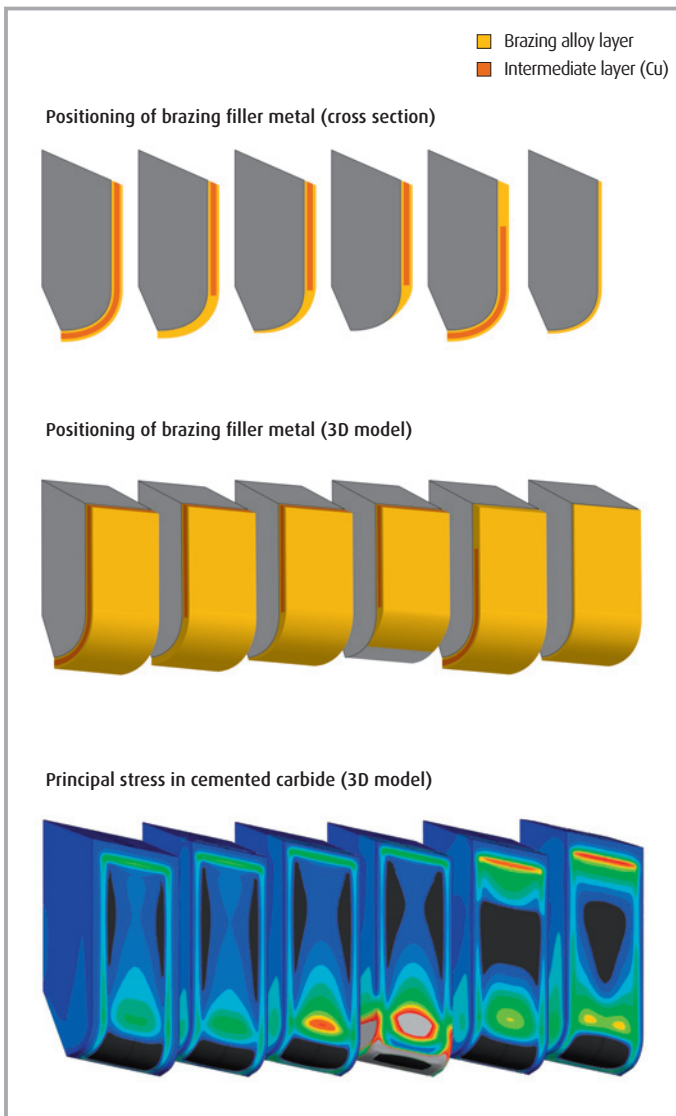 Brazing alloy layer
Intermediate layer (Cu)
Positioning of brazing filler metal (cross section)
Positioning of brazing filler metal (3D model)
Principal stress in cemented carbide (3D model)